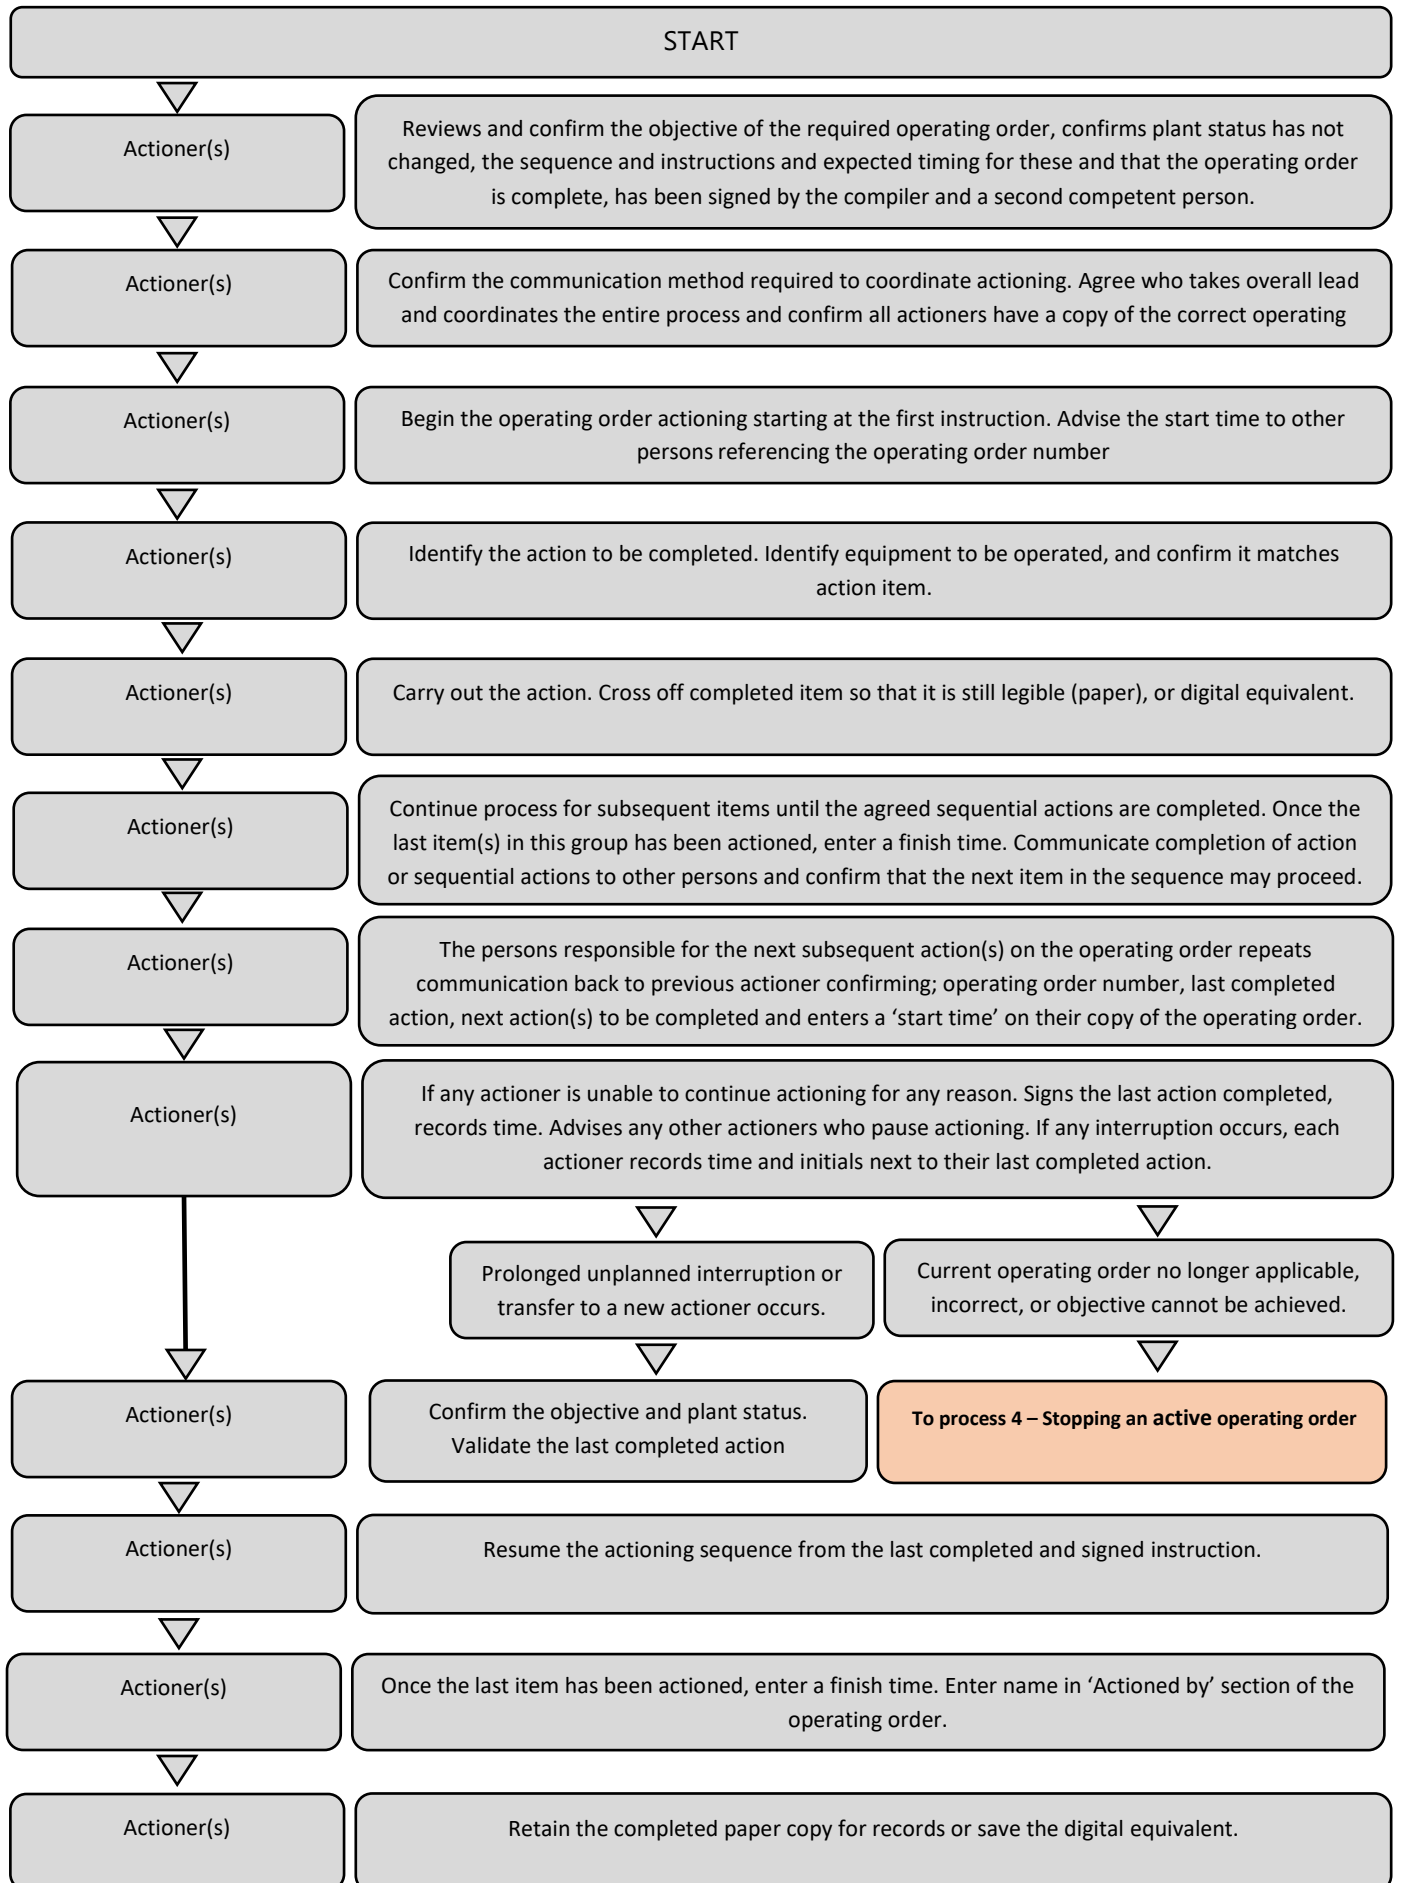 START
Actioner(s)
Reviews and confirm the objective of the required operating order, confirms plant status has not
changed, the sequence and instructions and expected timing for these and that the operating order
is complete, has been signed by the compiler and a second competent person.
Actioner(s)
Confirm the communication method required to coordinate actioning. Agree who takes overall lead
and coordinates the entire process and confirm all actioners have a copy of the correct operating
Actioner(s)
Begin the operating order actioning starting at the first instruction. Advise the start time to other
persons referencing the operating order number
Actioner(s)
Identify the action to be completed. Identify equipment to be operated, and confirm it matches
action item.
Actioner(s)
Carry out the action. Cross off completed item so that it is still legible (paper), or digital equivalent.
Actioner(s)
Continue process for subsequent items until the agreed sequential actions are completed. Once the
last item(s) in this group has been actioned, enter a finish time. Communicate completion of action
or sequential actions to other persons and confirm that the next item in the sequence may proceed.
Actioner(s)
The persons responsible for the next subsequent action(s) on the operating order repeats
communication back to previous actioner confirming; operating order number, last completed
action, next action(s) to be completed and enters a ‘start time’ on their copy of the operating order.
Actioner(s)
If any actioner is unable to continue actioning for any reason. Signs the last action completed,
records time. Advises any other actioners who pause actioning. If any interruption occurs, each
actioner records time and initials next to their last completed action.
Prolonged unplanned interruption or
transfer to a new actioner occurs.
Current operating order no longer applicable,
incorrect, or objective cannot be achieved.
Actioner(s)
Confirm the objective and plant status.
Validate the last completed action
To process 4 – Stopping an active operating order
Actioner(s)
Resume the actioning sequence from the last completed and signed instruction.
Actioner(s)
Once the last item has been actioned, enter a finish time. Enter name in ‘Actioned by’ section of the
operating order.
Actioner(s)
Retain the completed paper copy for records or save the digital equivalent.